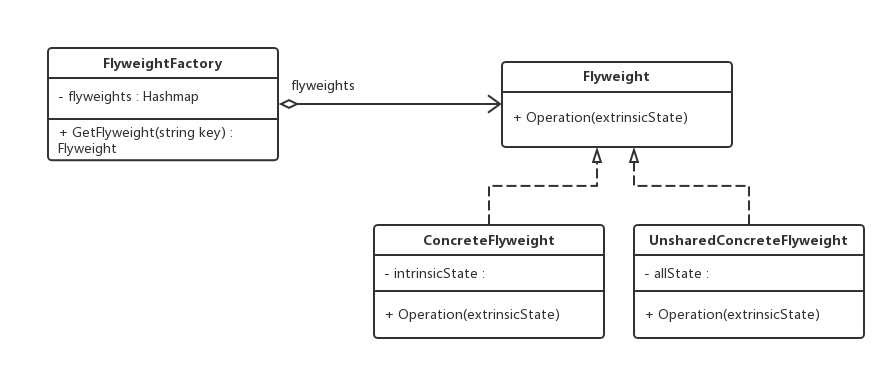 FlyweightFactory
- flyweights : Hashmap
+ GetFlyweight(string key) :
Flyweight
flyweights
Flyweight
+ Operation(extrinsicState)
ConcreteFlyweight
- intrinsicState :
+ Operation(extrinsicState)
UnsharedConcreteFlyweight
- allState :
+ Operation(extrinsicState)